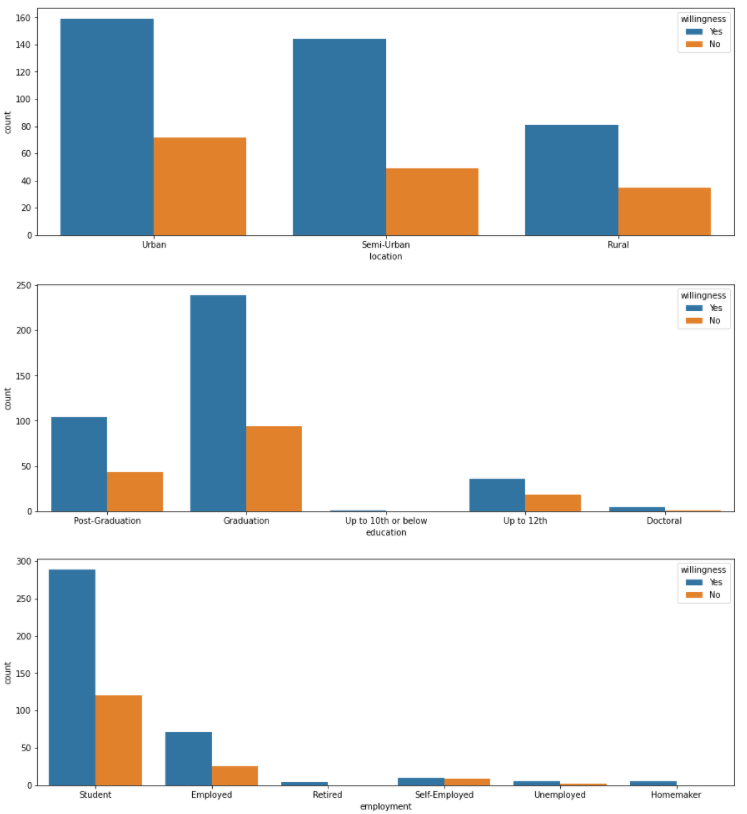 willingness
Yes
No
160
140
120
100
80
60
40
20
0
count
Urban Semi-Urban Rural
location
willingness
Yes
No
250
200
150
100
50
0
count
Post-Graduation Graduation Up to 10th or below Up to 12th Doctoral
education
willingness
Yes
No
300
250
200
150
100
50
0
count
Student Employed Retired Self-Employed Unemployed Homemaker
employment